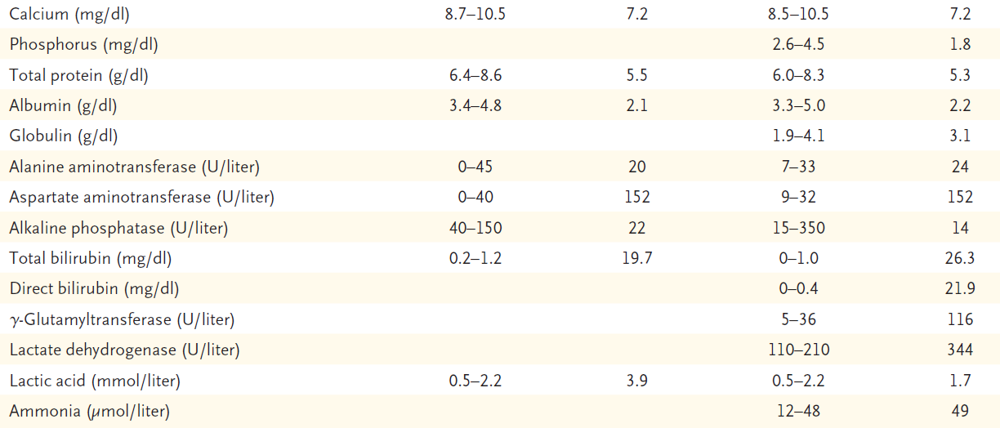 Calcium (mg/dl) 8.7–10.5 7.2 8.5–10.5 7.2
Phosphorus (mg/dl) 2.6–4.5 1.8
Total protein (g/dl) 6.4–8.6 5.5 6.0–8.3 5.3
Albumin (g/dl) 3.4–4.8 2.1 3.3–5.0 2.2
Globulin (g/dl) 1.9–4.1 3.1
Alanine aminotransferase (U/liter) 0–45 20 7–33 24
Aspartate aminotransferase (U/liter) 0–40 152 9–32 152
Alkaline phosphatase (U/liter) 40–150 22 15–350 14
Total bilirubin (mg/dl) 0.2–1.2 19.7 0–1.0 26.3
Direct bilirubin (mg/dl) 0–0.4 21.9
γ-Glutamyltransferase (U/liter) 5–36 116
Lactate dehydrogenase (U/liter) 110–210 344
Lactic acid (mmol/liter) 0.5–2.2 3.9 0.5–2.2 1.7
Ammonia (μmol/liter) 12–48 49